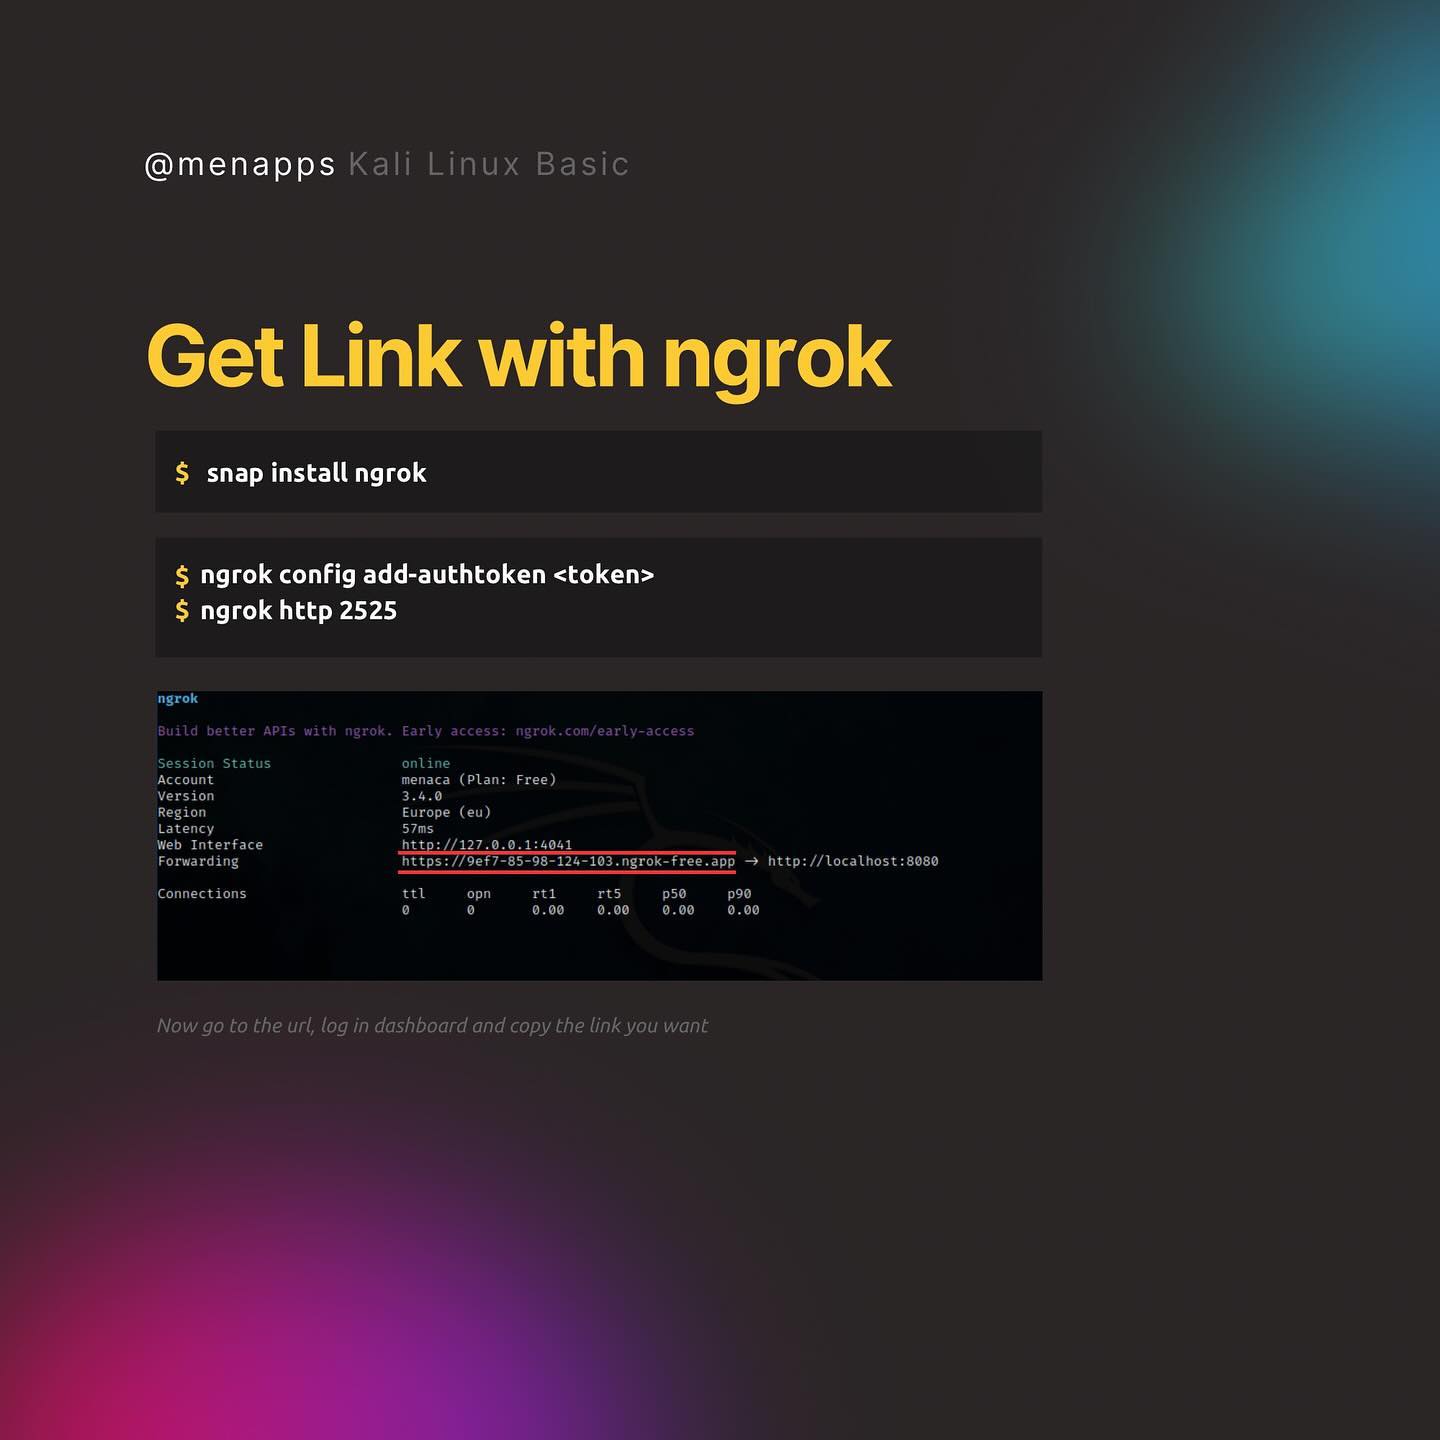 @menapps Kali Linux Basic
Get Link with ngrok
$ snap install ngrok
$ ngrok config add-authtoken <token>
$ ngrok http 2525
ngrok
Build better APIs with ngrok. Early access: ngrok.com/early-access
Session Status online
Account menaca (Plan: Free)
Version 3.4.0
Region Europe (eu)
Latency 57ms
Web Interface http://127.0.0.1:4041
Forwarding https://9ef7-85-98-124-103.ngrok-free.app → http://localhost:8080
Connections ttl opn rt1 rt5 p50 p90
0 0 0.00 0.00 0.00 0.00
Now go to the url, log in dashboard and copy the link you want